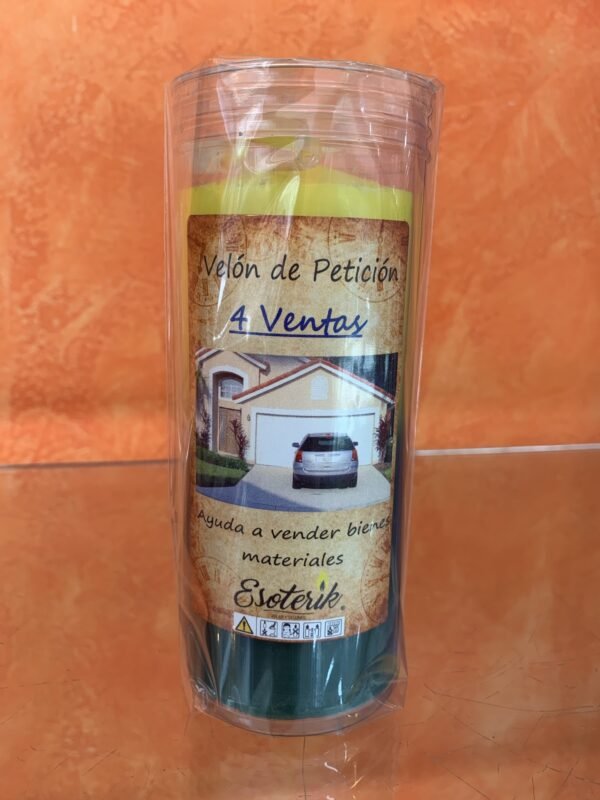 Velón de Petición
4 Ventas
Ayuda a vender bienes
materiales
Esoterik